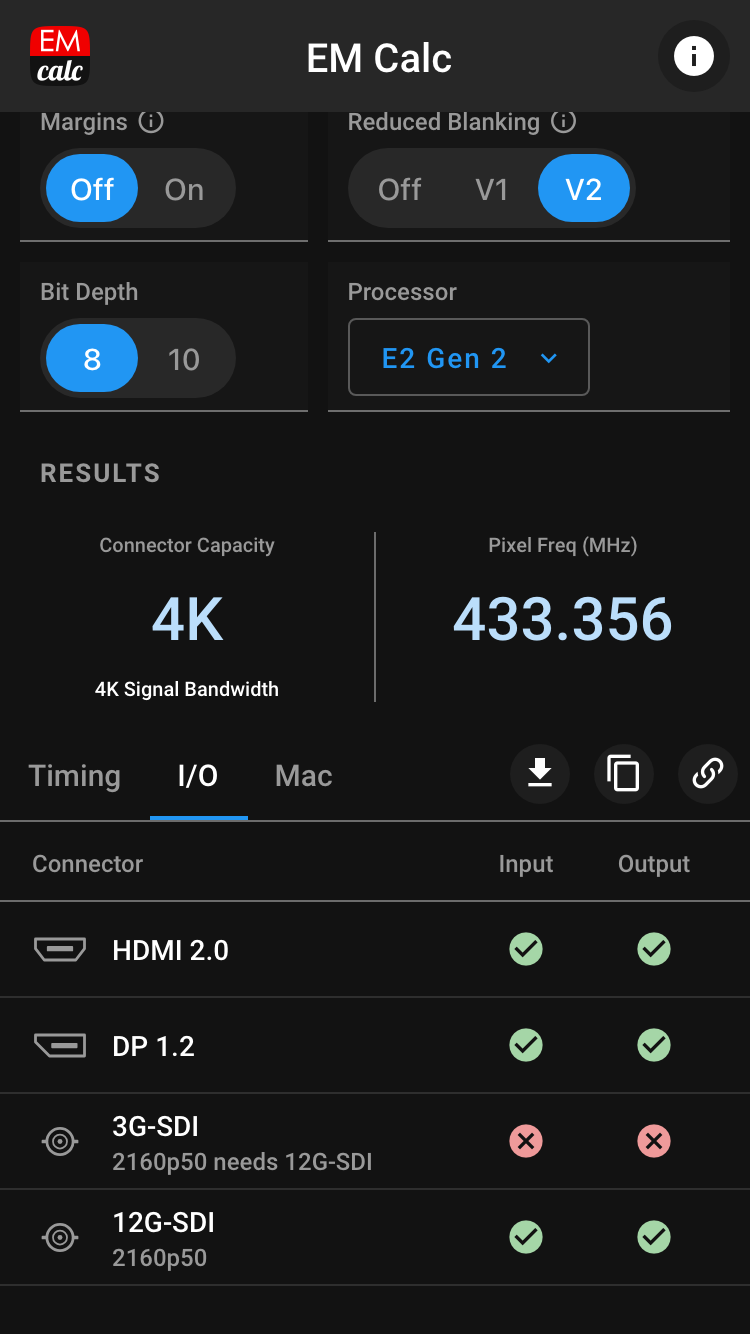 EM
calc
EM Calc
Margins
Reduced Blanking
Off On
Off V1 V2
Bit Depth
Processor
8 10
E2 Gen 2
RESULTS
Connector Capacity
Pixel Freq (MHz)
4K
433.356
4K Signal Bandwidth
Timing I/O Mac
Connector Input Output
HDMI 2.0
DP 1.2
3G-SDI
2160p50 needs 12G-SDI
12G-SDI
2160p50